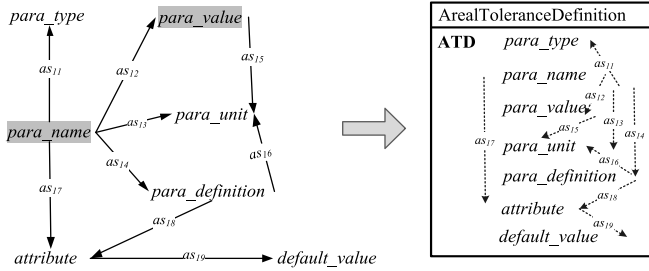 para_type
para_value
as11
as12
as15
para_name
as13
para_unit
as14
as16
as17
para_definition
as18
attribute
as19
default_value
ArealToleranceDefinition
ATD
para_type
as11
para_name
as12
para_value
as13
as14
as15
as17
para_unit
as16
para_definition
as18
attribute
as19
default_value